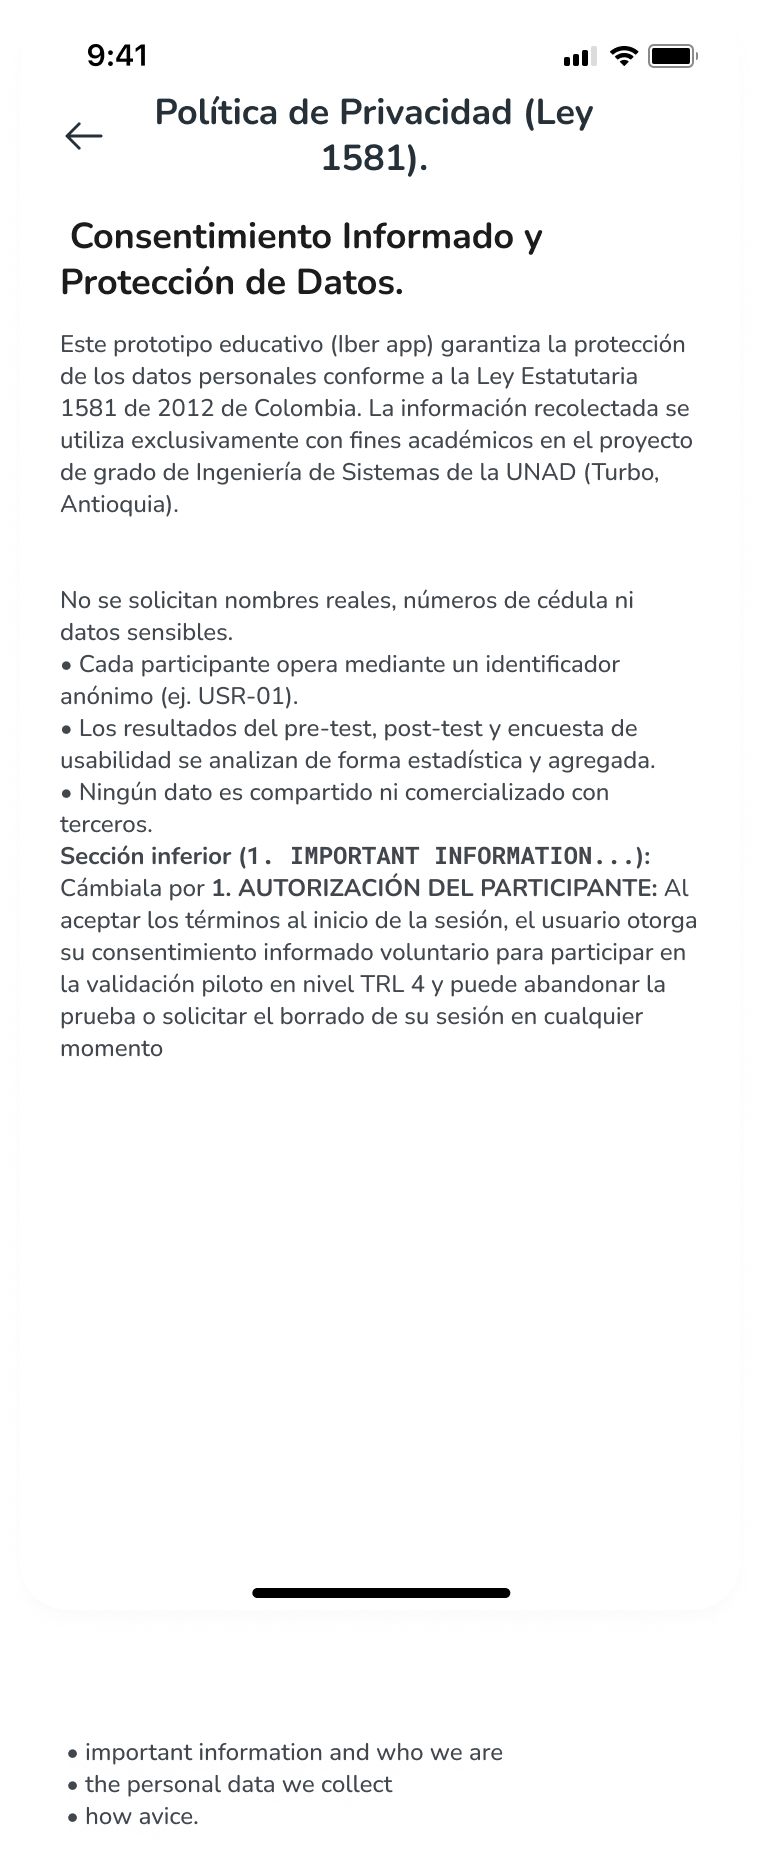 9:41
Política de Privacidad (Ley
1581).
Consentimiento Informado y
Protección de Datos.
Este prototipo educativo (Iber app) garantiza la protección
de los datos personales conforme a la Ley Estatutaria
1581 de 2012 de Colombia. La información recolectada se
utiliza exclusivamente con fines académicos en el proyecto
de grado de Ingeniería de Sistemas de la UNAD (Turbo,
Antioquia).
No se solicitan nombres reales, números de cédula ni
datos sensibles.
• Cada participante opera mediante un identificador
anónimo (ej. USR-01).
• Los resultados del pre-test, post-test y encuesta de
usabilidad se analizan de forma estadística y agregada.
• Ningún dato es compartido ni comercializado con
terceros.
Sección inferior (1. IMPORTANT INFORMATION...):
Cámbiala por 1. AUTORIZACIÓN DEL PARTICIPANTE: Al
aceptar los términos al inicio de la sesión, el usuario otorga
su consentimiento informado voluntario para participar en
la validación piloto en nivel TRL 4 y puede abandonar la
prueba o solicitar el borrado de su sesión en cualquier
momento
• important information and who we are
• the personal data we collect
• how avice.